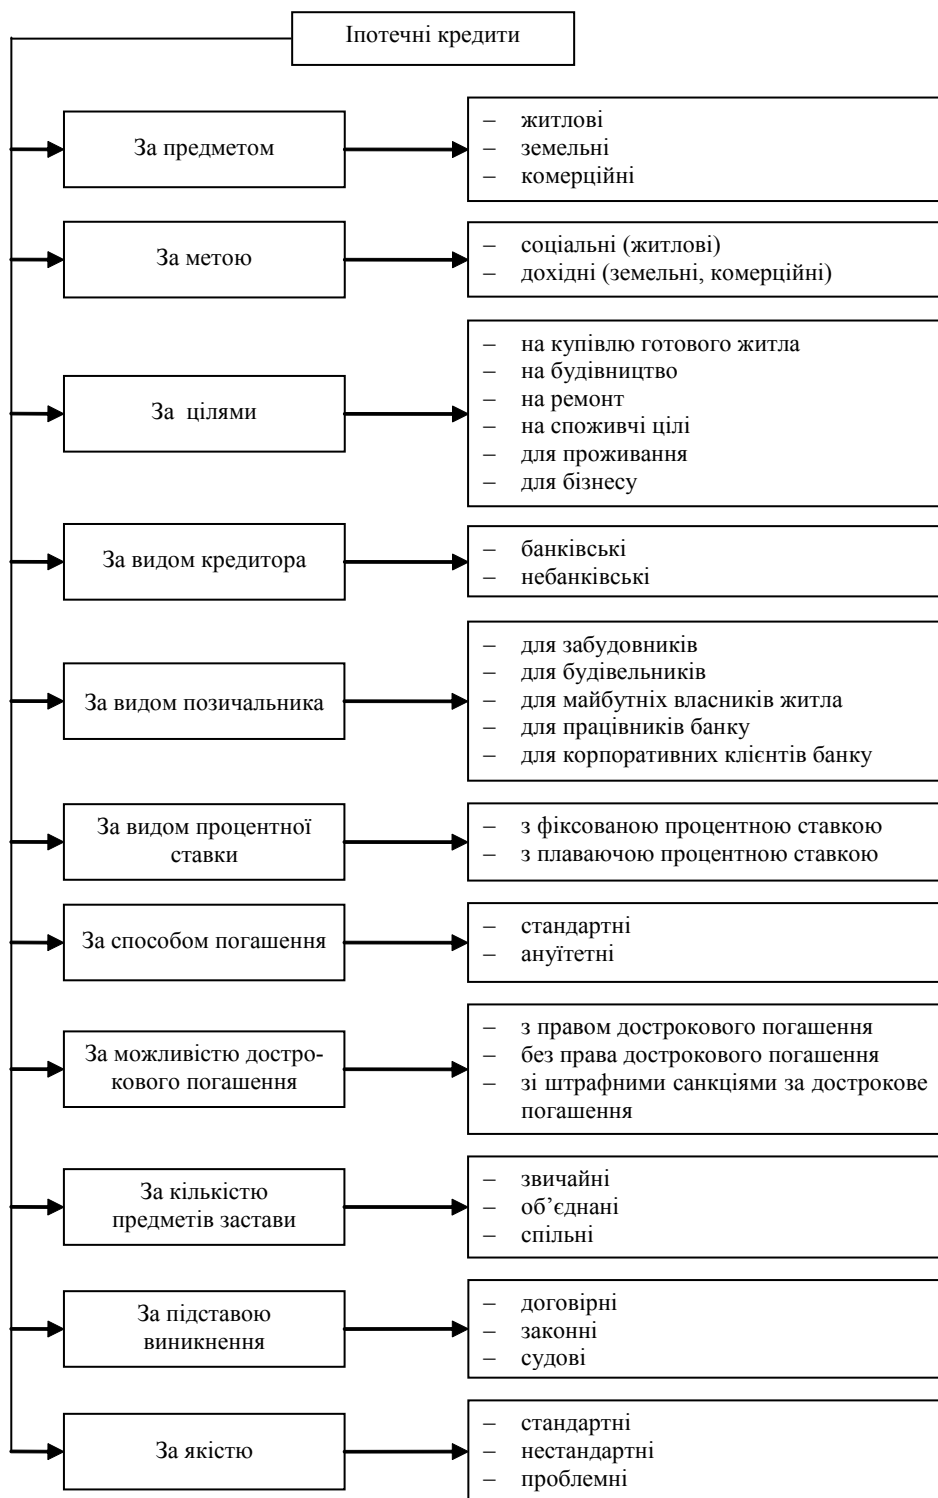 Іпотечні кредити
За предметом
– житлові
– земельні
– комерційні
За метою
– соціальні (житлові)
– дохідні (земельні, комерційні)
За цілями
– на купівлю готового житла
– на будівництво
– на ремонт
– на споживчі цілі
– для проживання
– для бізнесу
За видом кредитора
– банківські
– небанківські
За видом позичальника
– для забудовників
– для будівельників
– для майбутніх власників житла
– для працівників банку
– для корпоративних клієнтів банку
За видом процентної
ставки
– з фіксованою процентною ставкою
– з плаваючою процентною ставкою
За способом погашення
– стандартні
– ануїтетні
За можливістю достро-
кового погашення
– з правом дострокового погашення
– без права дострокового погашення
– зі штрафними санкціями за дострокове
погашення
За кількістю
предметів застави
– звичайні
– об’єднані
– спільні
За підставою
виникнення
– договірні
– законні
– судові
За якістю
– стандартні
– нестандартні
– проблемні